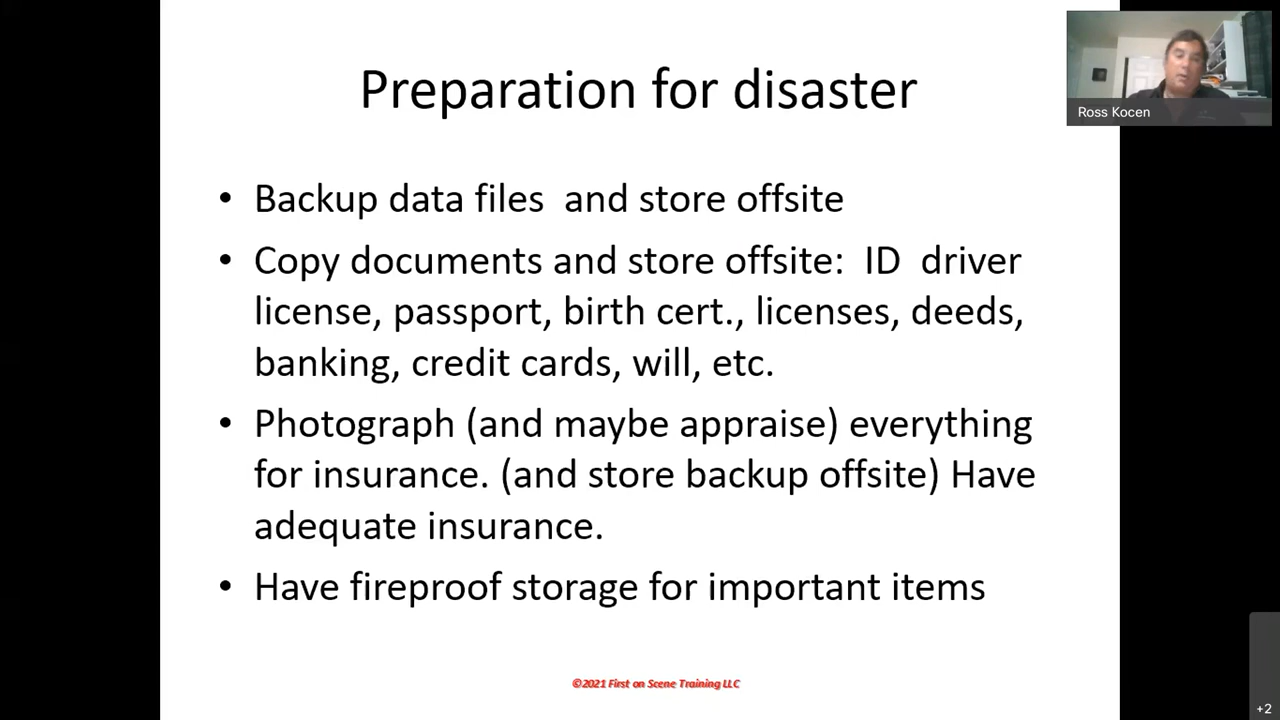 Preparation for disaster
Ross Kocen
• Backup data files  and store offsite
• Copy documents and store offsite:  ID  driver
license, passport, birth cert., licenses, deeds,
banking, credit cards, will, etc.
• Photograph (and maybe appraise) everything
for insurance. (and store backup offsite) Have
adequate insurance.
• Have fireproof storage for important items
©2021 First on Scene Training LLC
+2